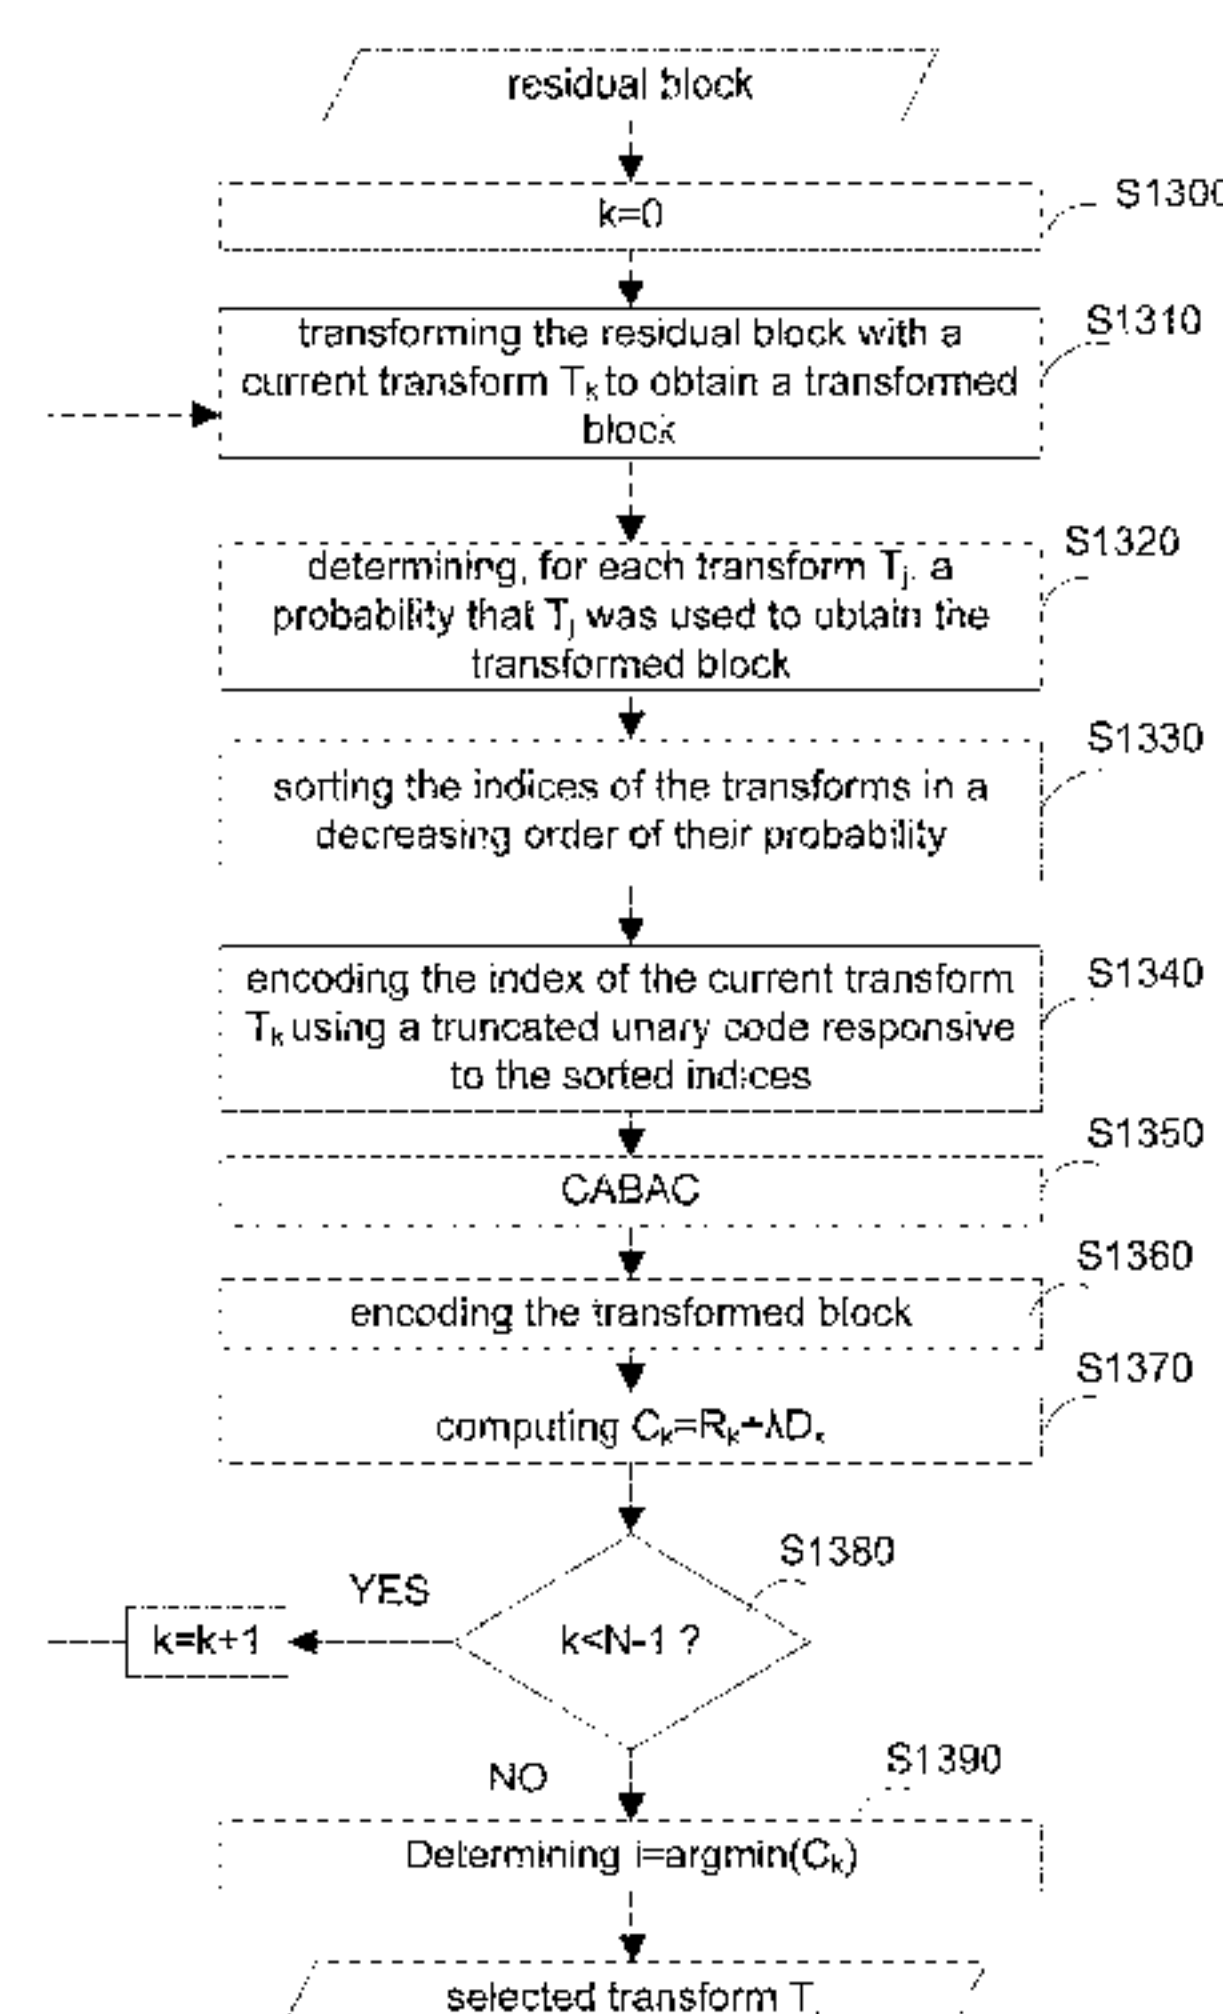 residual block
k=0
S1300
transforming the residual block with a
current transform Tk to obtain a transformed
block
S1310
determining, for each transform Tj, a
probability that Tj was used to obtain the
transformed block
S1320
sorting the indices of the transforms in a
decreasing order of their probability
S1330
encoding the index of the current transform
Tk using a truncated unary code responsive
to the sorted indices
S1340
CABAC
S1350
encoding the transformed block
S1360
computing Ck=Rk+λDk
S1370
k<N-1 ?
S1380
YES
k=k+1
NO
Determining i=argmin(Ck)
S1390
selected transform T